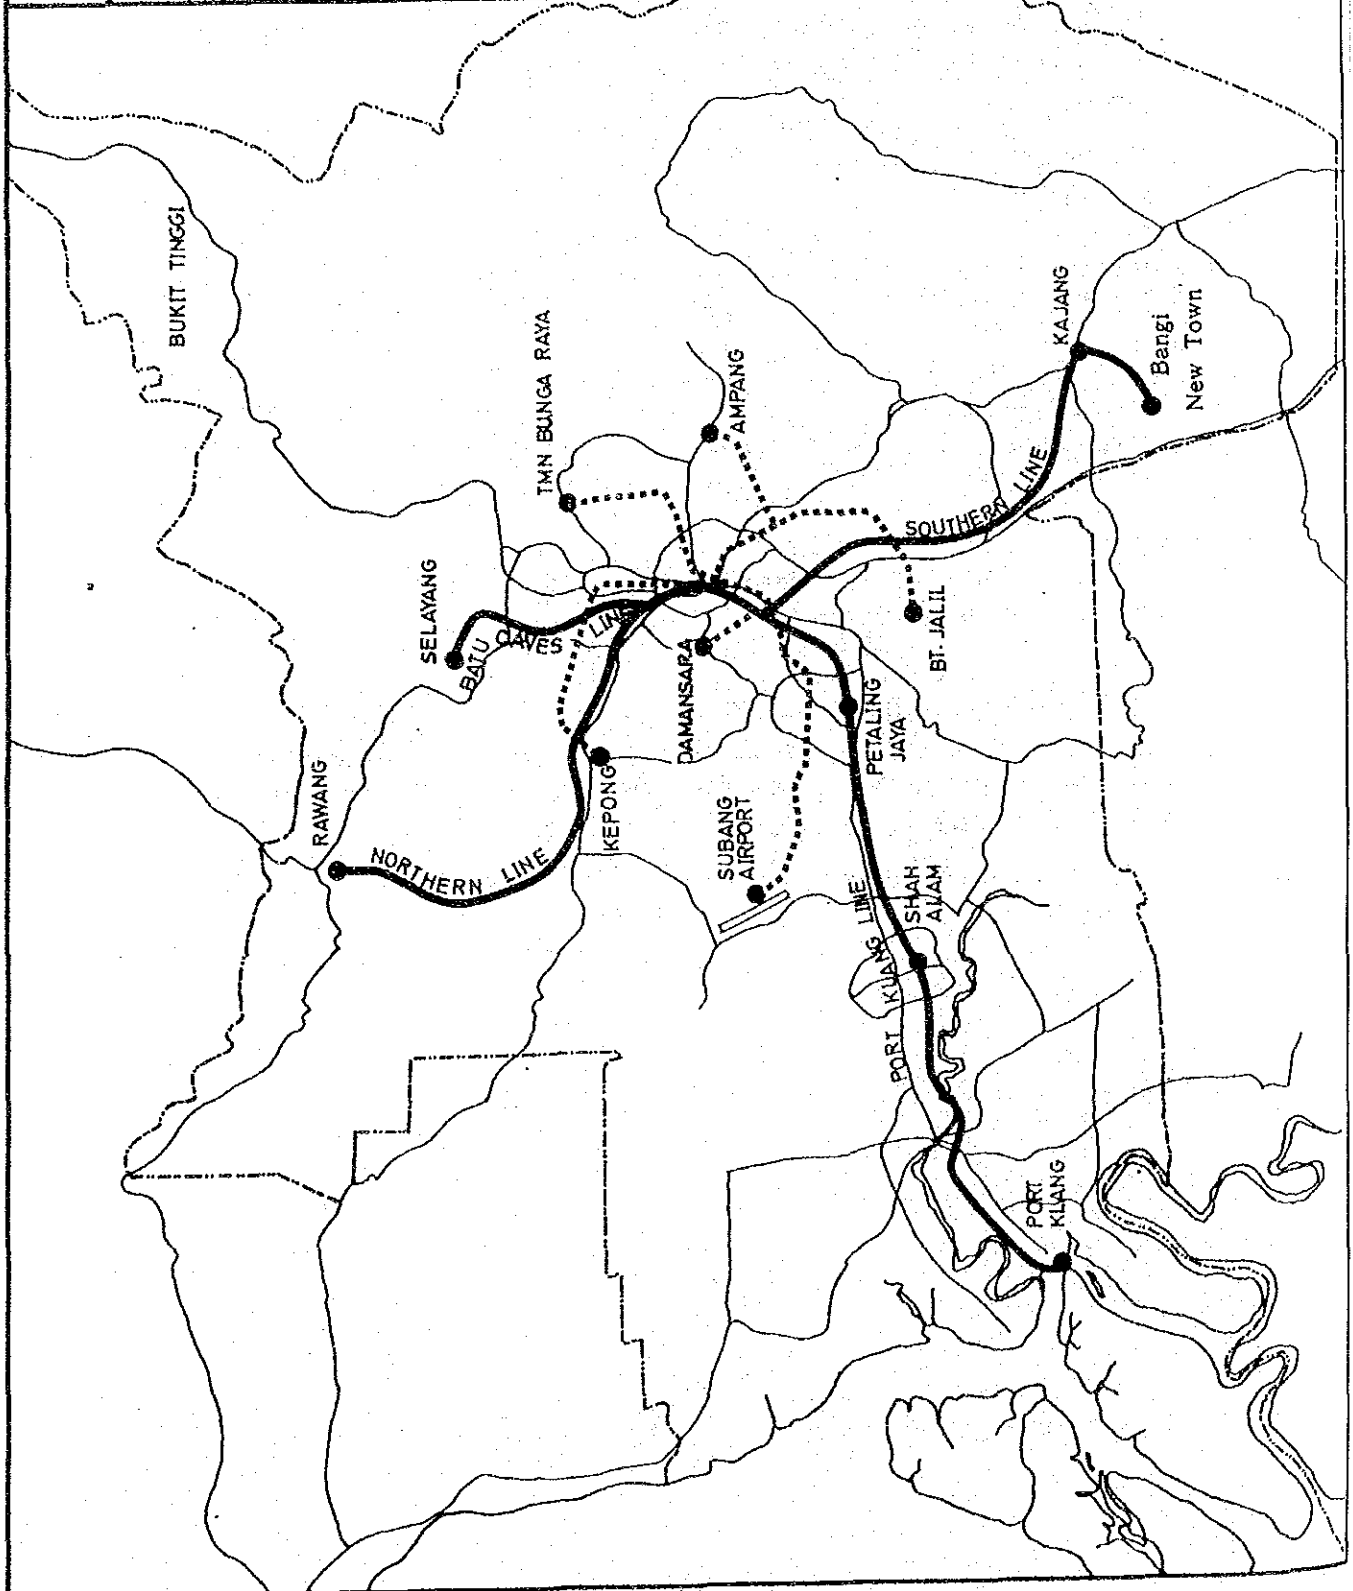 BUKIT TINGGI
TMN BUNGA RAYA
AMPANG
SELAYANG
BATU CAVES LINE
RAWANG
NORTHERN LINE
KEPONG
DAMANSARA
SUBANG
AIRPORT
PETALING
JAYA
BT. JALIL
SOUTHERN LINE
KAJANG
Bangi
New Town
SHAH
ALAM
PORT KLANG LINE
PORT
KLANG